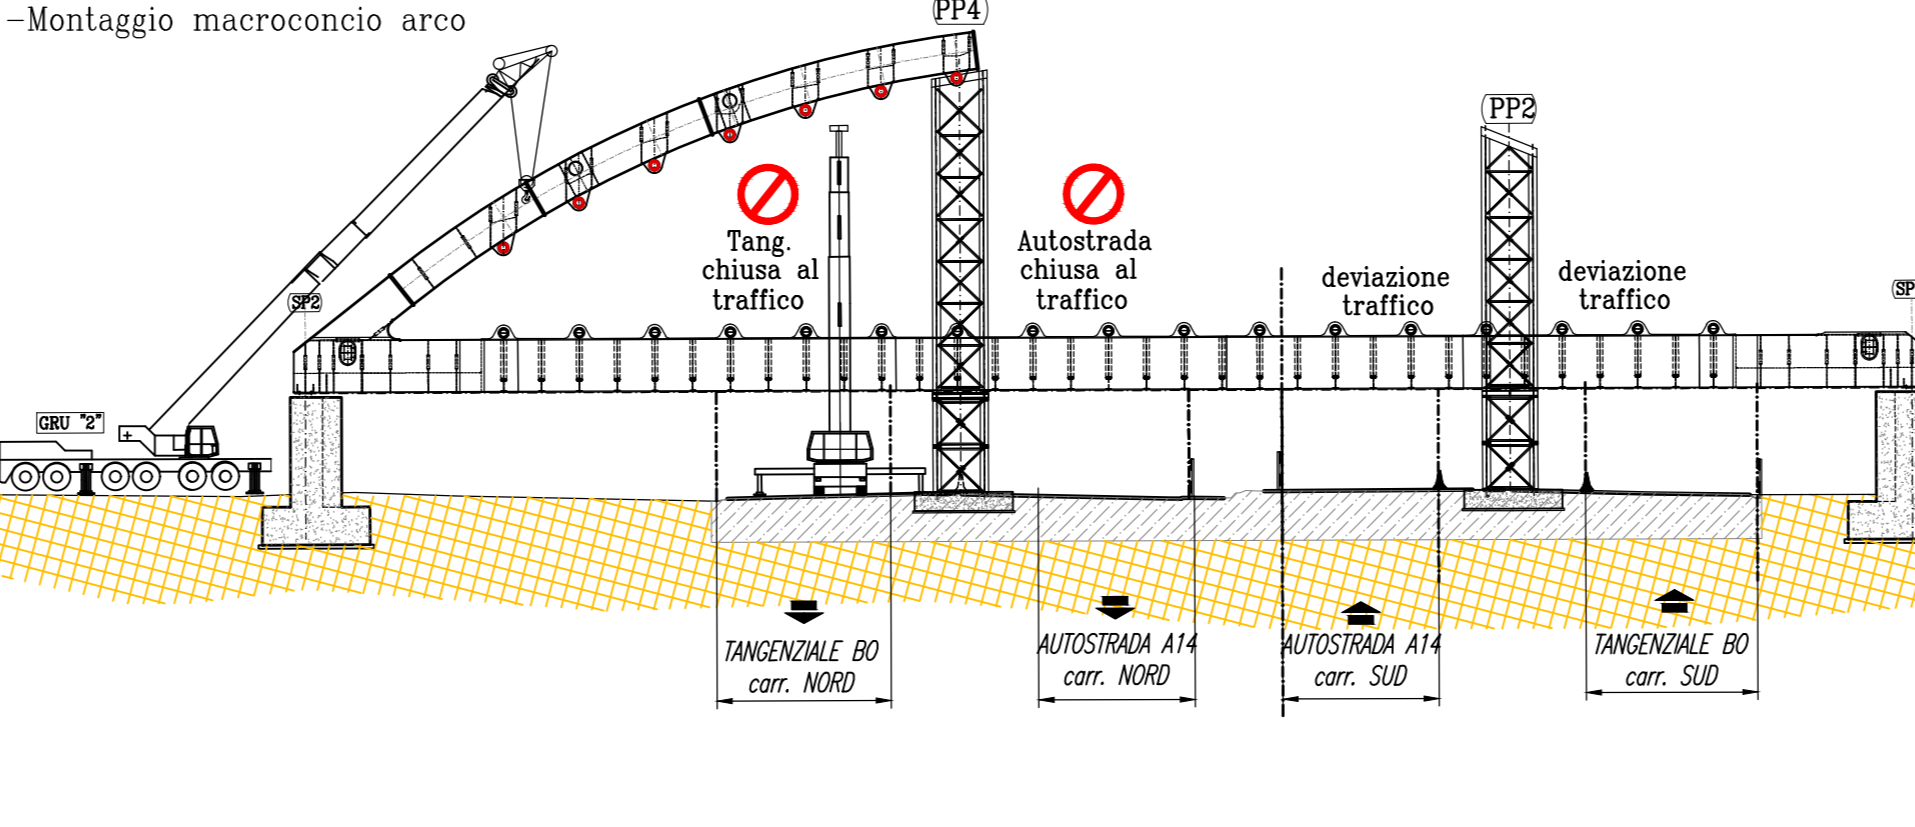 -Montaggio macroconcio arco
PP4
PP2
Tang.
chiusa al
traffico
Autostrada
chiusa al
traffico
deviazione
traffico
deviazione
traffico
SP2
SP
GRU "2"
TANGENZIALE BO
carr. NORD
AUTOSTRADA A14
carr. NORD
AUTOSTRADA A14
carr. SUD
TANGENZIALE BO
carr. SUD